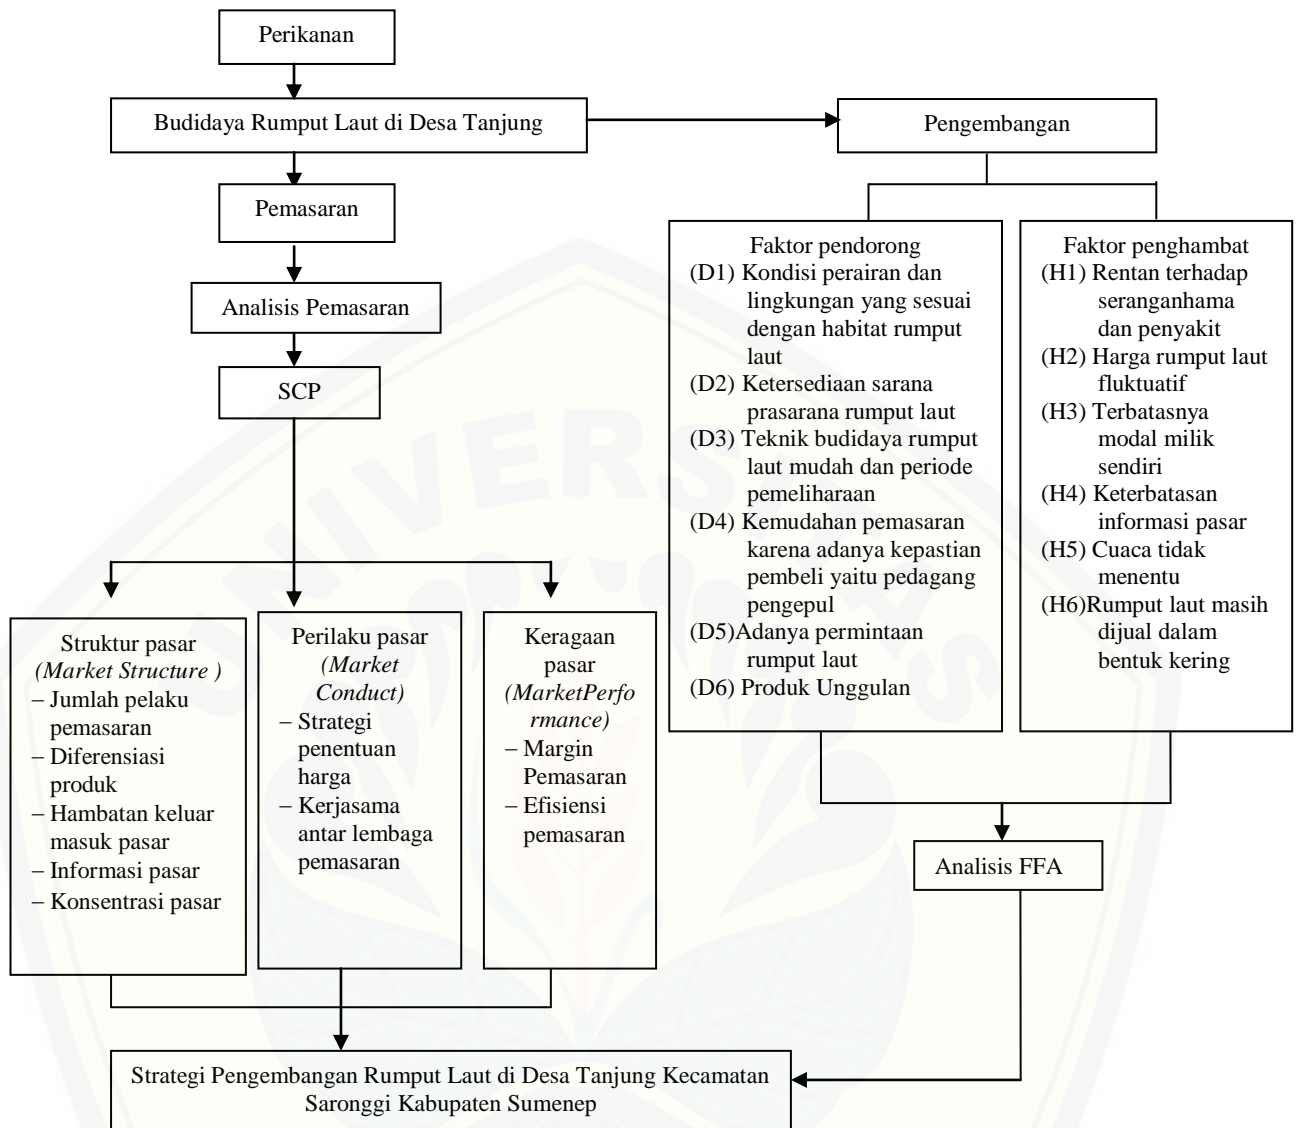 Perikanan
Budidaya Rumput Laut di Desa Tanjung
Pengembangan
Pemasaran
Analisis Pemasaran
SCP
Faktor pendorong
(D1) Kondisi perairan dan
lingkungan yang sesuai
dengan habitat rumput
laut
(D2) Ketersediaan sarana
prasarana rumput laut
(D3) Teknik budidaya rumput
laut mudah dan periode
pemeliharaan
(D4) Kemudahan pemasaran
karena adanya kepastian
pembeli yaitu pedagang
pengepul
(D5)Adanya permintaan
rumput laut
(D6) Produk Unggulan
Faktor penghambat
(H1) Rentan terhadap
seranganhama
dan penyakit
(H2) Harga rumput laut
fluktuatif
(H3) Terbatasnya
modal milik
sendiri
(H4) Keterbatasan
informasi pasar
(H5) Cuaca tidak
menentu
(H6)Rumput laut masih
dijual dalam
bentuk kering
Struktur pasar
(Market Structure )
– Jumlah pelaku
pemasaran
– Diferensiasi
produk
– Hambatan keluar
masuk pasar
– Informasi pasar
– Konsentrasi pasar
Perilaku pasar
(Market
Conduct)
– Strategi
penentuan
harga
– Kerjasama
antar lembaga
pemasaran
Keragaan
pasar
(MarketPerfo
rmance)
– Margin
Pemasaran
– Efisiensi
pemasaran
Analisis FFA
Strategi Pengembangan Rumput Laut di Desa Tanjung Kecamatan
Saronggi Kabupaten Sumenep
UNIVERSITAS